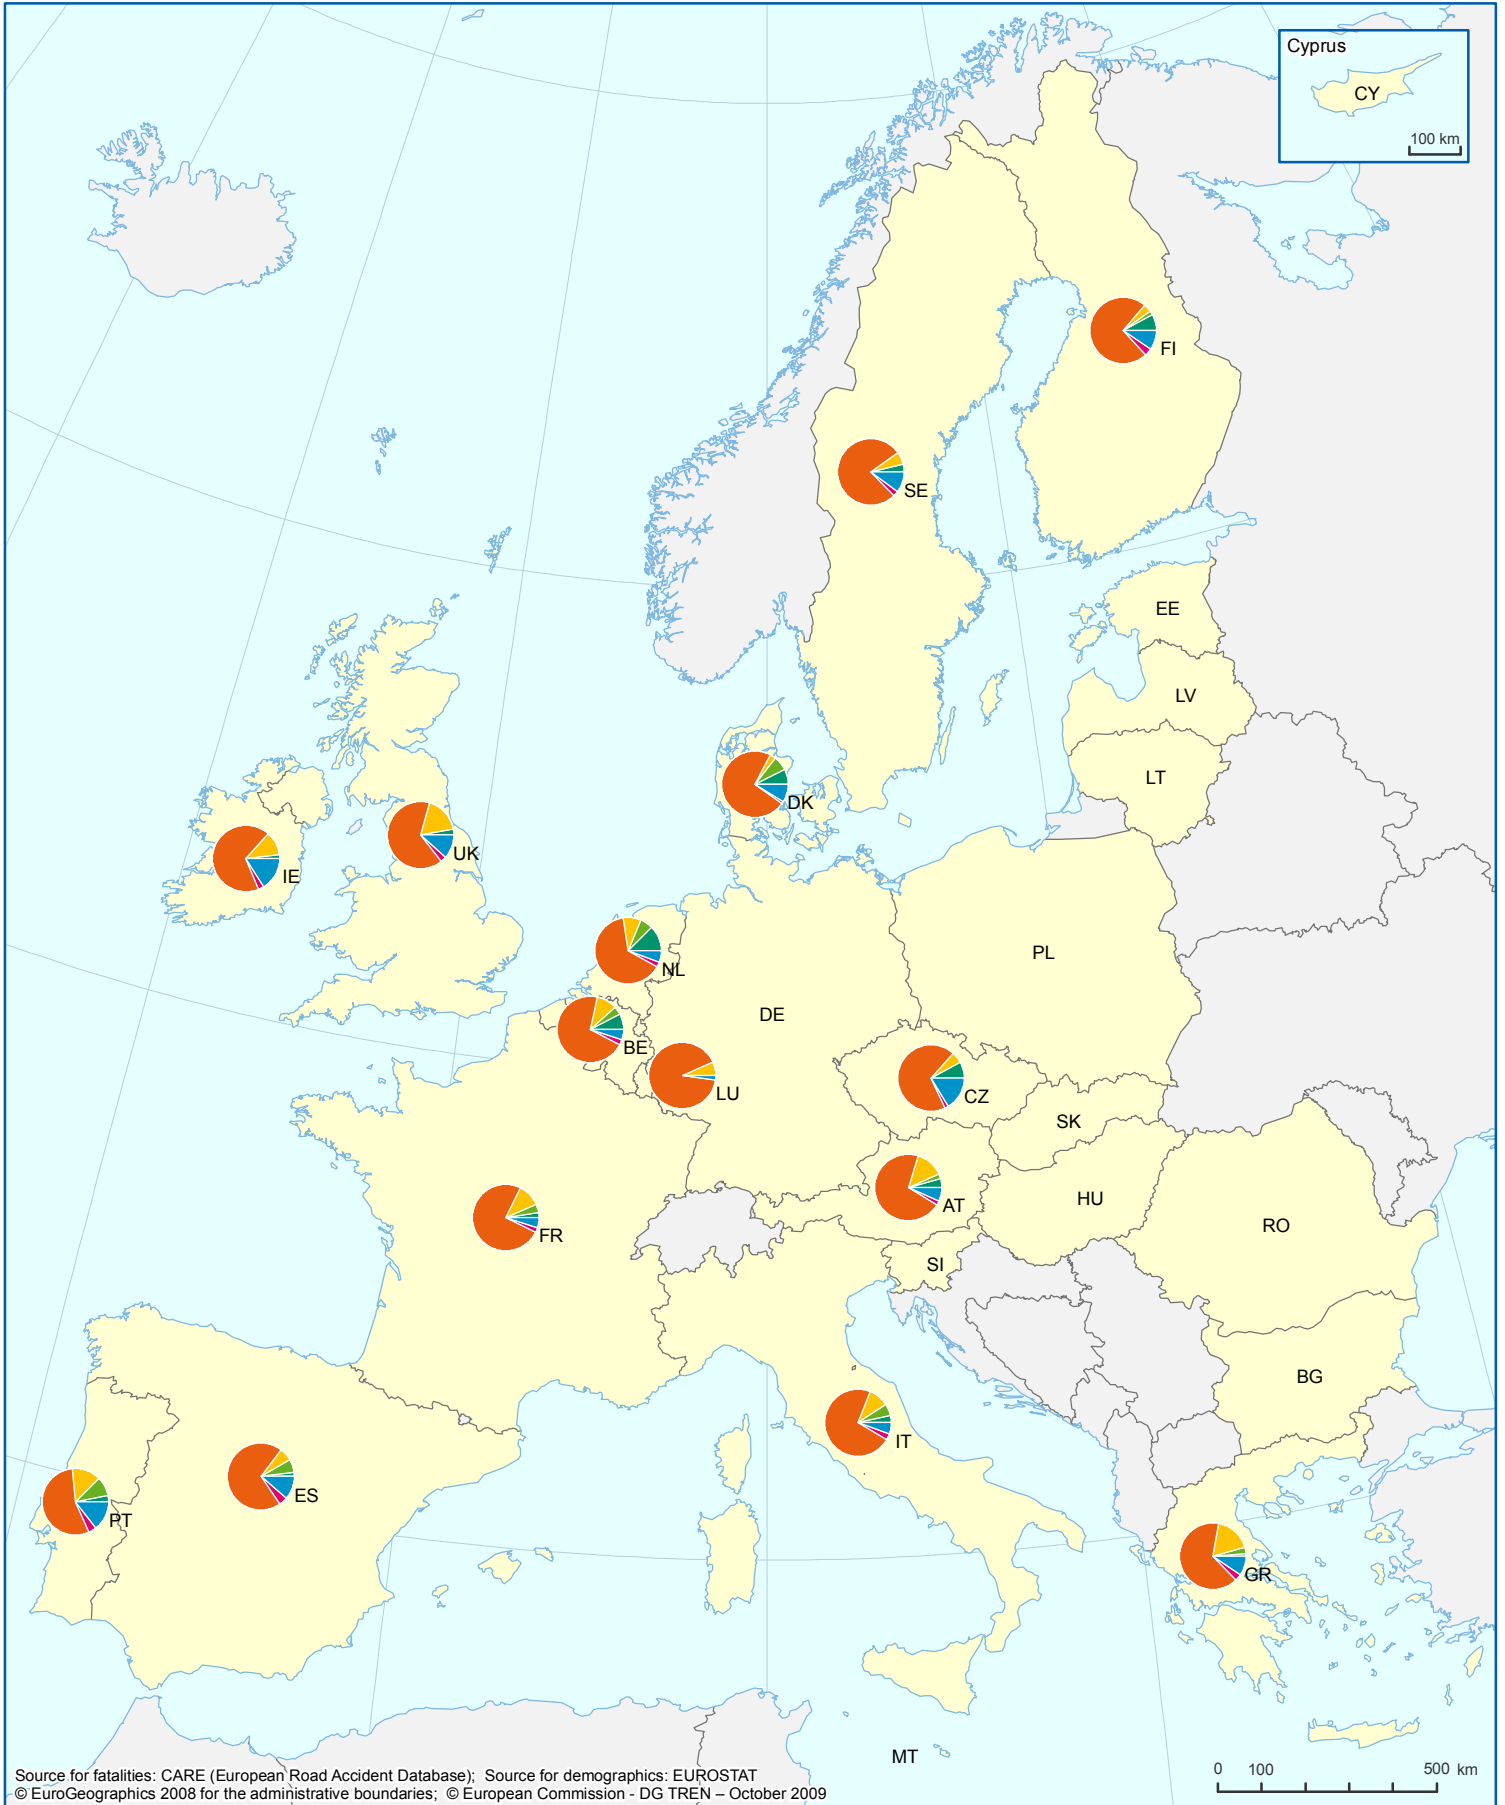 Cyprus
CY
100 km
FI
SE
EE
LV
LT
DK
UK
IE
NL
PL
DE
BE
LU
CZ
SK
AT
HU
FR
RO
SI
BG
IT
ES
PT
GR
MT
Source for fatalities: CARE (European Road Accident Database); Source for demographics: EUROSTAT
© EuroGeographics 2008 for the administrative boundaries; © European Commission - DG TREN – October 2009
0 100 500 km